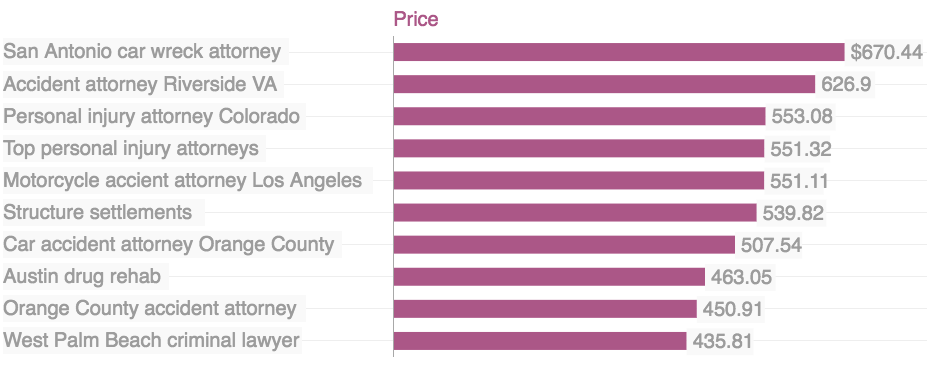 Price
San Antonio car wreck attorney $670.44
Accident attorney Riverside VA 626.9
Personal injury attorney Colorado 553.08
Top personal injury attorneys 551.32
Motorcycle accient attorney Los Angeles 551.11
Structure settlements 539.82
Car accident attorney Orange County 507.54
Austin drug rehab 463.05
Orange County accident attorney 450.91
West Palm Beach criminal lawyer 435.81